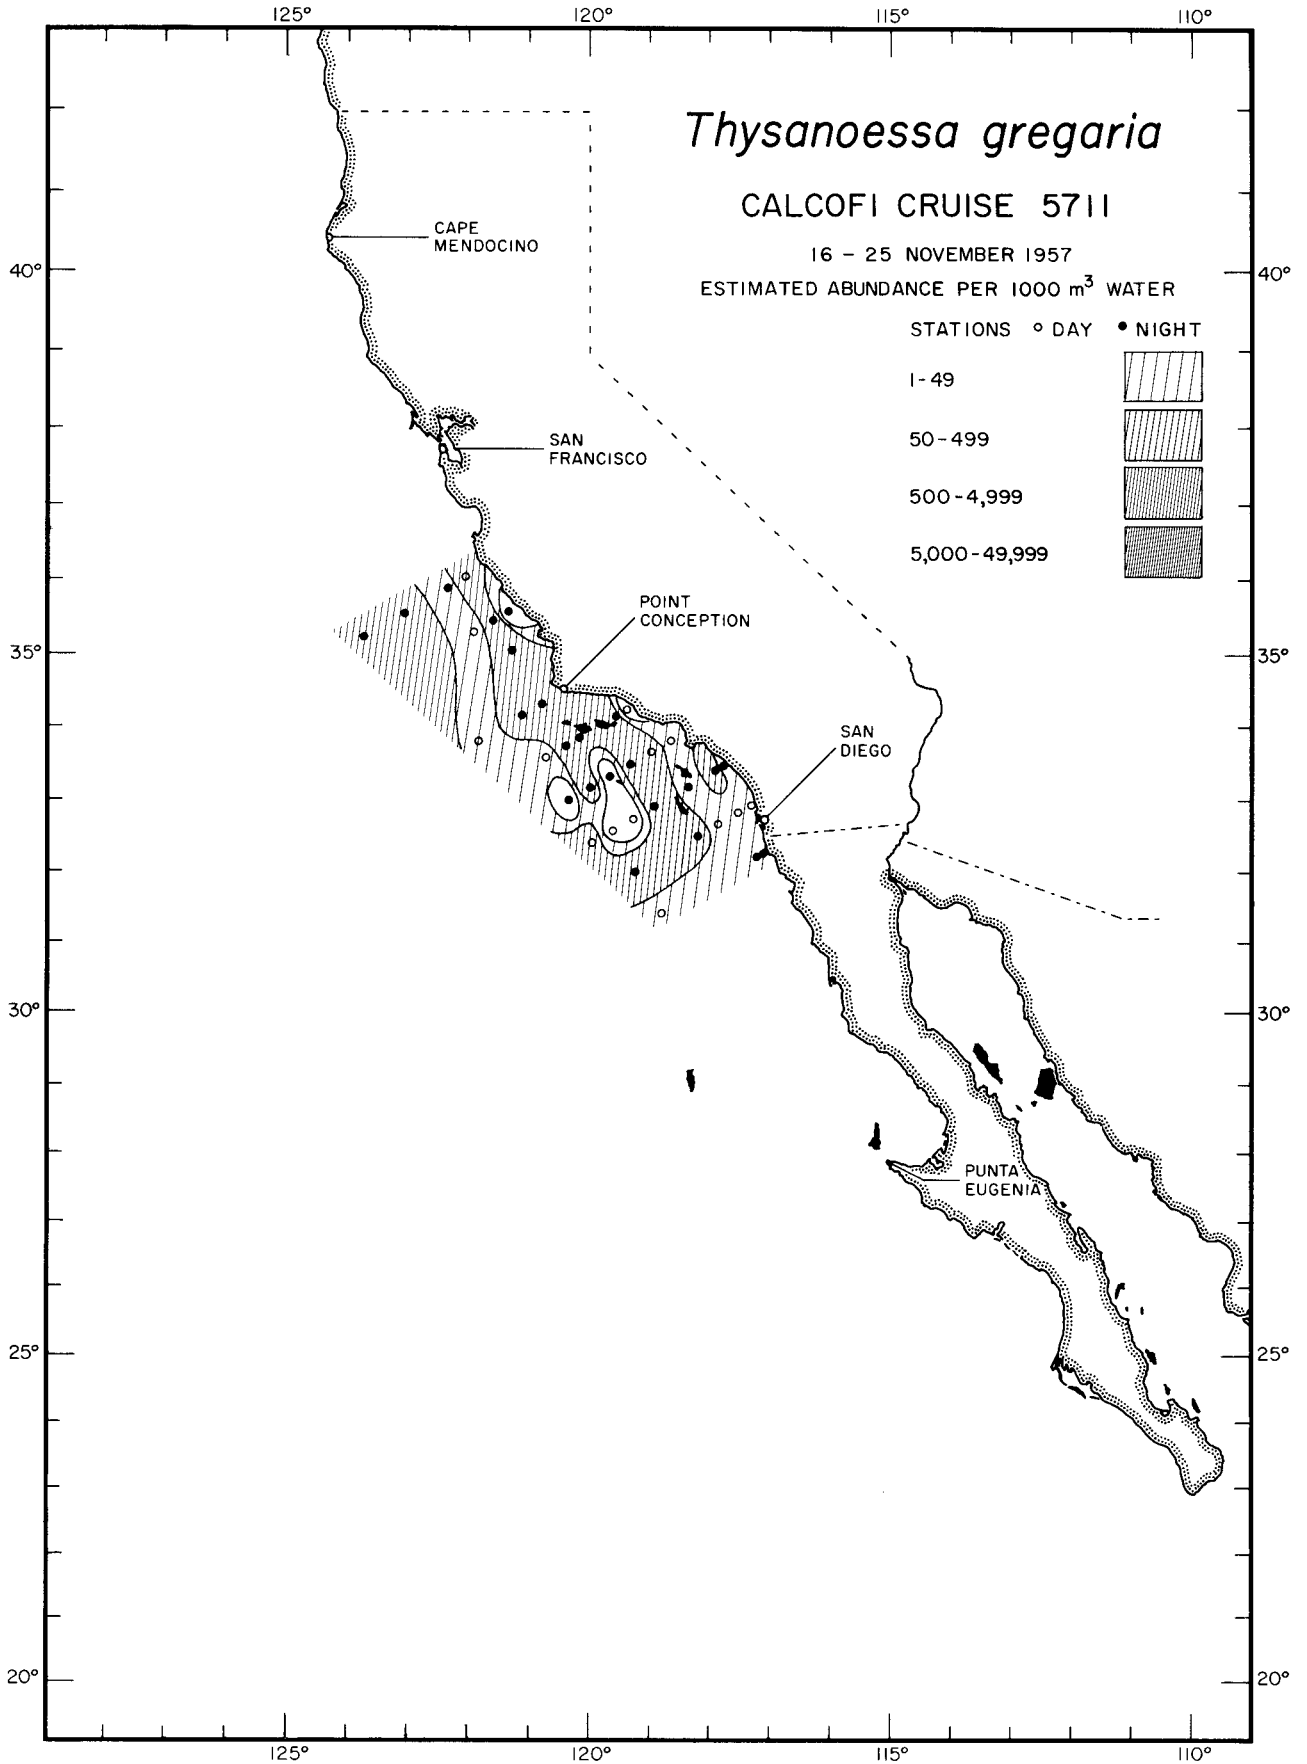 125° 120° 115° 110°
Thysanoessa gregaria
CALCOFI CRUISE 5711
16 - 25 NOVEMBER 1957
ESTIMATED ABUNDANCE PER 1000 m³ WATER
STATIONS ○ DAY ● NIGHT
1-49
50-499
500-4,999
5,000-49,999
CAPE
MENDOCINO
40° 40°
SAN
FRANCISCO
POINT
CONCEPTION
35° 35°
SAN
DIEGO
30° 30°
PUNTA
EUGENIA
25° 25°
20° 20°
125° 120° 115° 110°